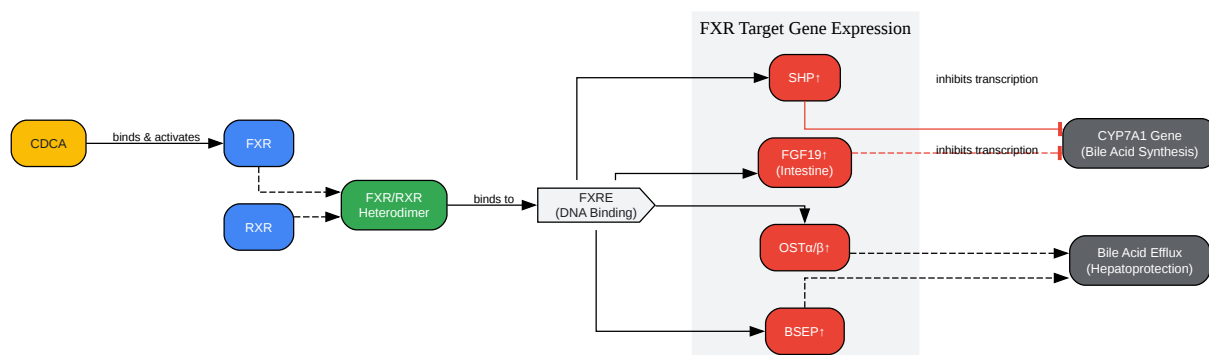 FXR Target Gene Expression
SHP↑
inhibits transcription
CDCA
binds & activates
FXR
FGF19↑
(Intestine)
inhibits transcription
CYP7A1 Gene
(Bile Acid Synthesis)
FXR/RXR
Heterodimer
binds to
FXRE
(DNA Binding)
RXR
OSTα/β↑
Bile Acid Efflux
(Hepatoprotection)
BSEP↑